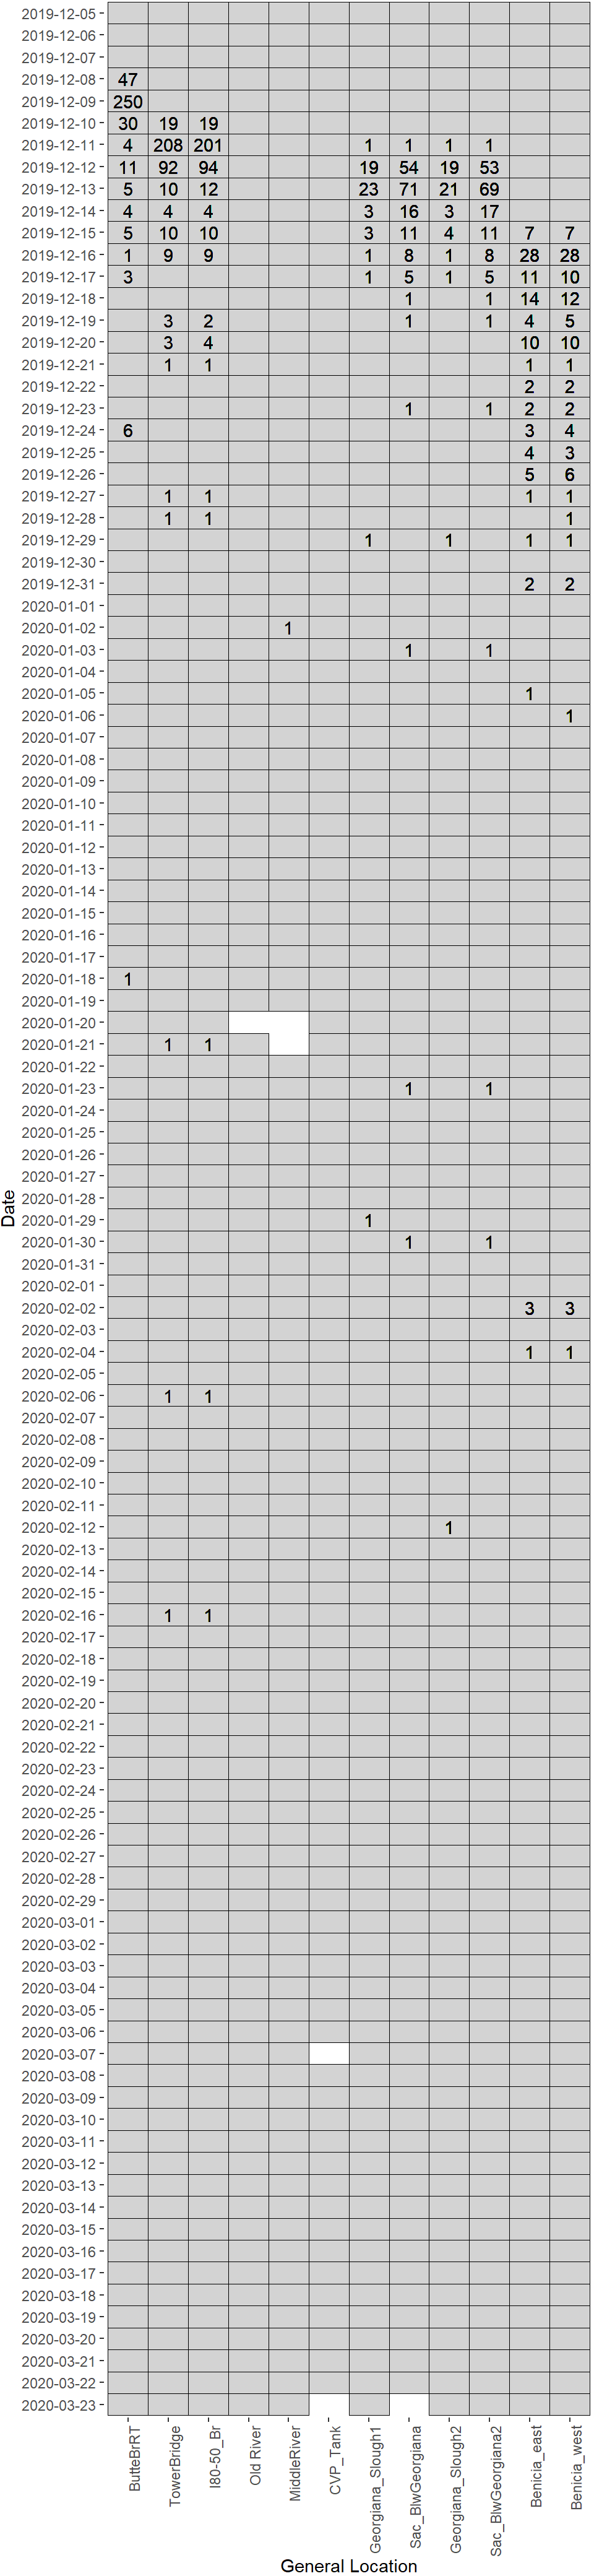 2019-12-05
2019-12-06
2019-12-07
2019-12-08 47
2019-12-09 250
2019-12-10 30 19 19
2019-12-11 4 208 201 1 1 1 1
2019-12-12 11 92 94 19 54 19 53
2019-12-13 5 10 12 23 71 21 69
2019-12-14 4 4 4 3 16 3 17
2019-12-15 5 10 10 3 11 4 11 7 7
2019-12-16 1 9 9 1 8 1 8 28 28
2019-12-17 3 1 5 1 5 11 10
2019-12-18 1 1 14 12
2019-12-19 3 2 1 1 4 5
2019-12-20 3 4 10 10
2019-12-21 1 1 1 1
2019-12-22 2 2
2019-12-23 1 1 2 2
2019-12-24 6 3 4
2019-12-25 4 3
2019-12-26 5 6
2019-12-27 1 1 1 1
2019-12-28 1 1 1
2019-12-29 1 1 1 1
2019-12-30
2019-12-31 2 2
2020-01-01
2020-01-02 1
2020-01-03 1 1
2020-01-04
2020-01-05 1
2020-01-06 1
2020-01-07
2020-01-08
2020-01-09
2020-01-10
2020-01-11
2020-01-12
2020-01-13
2020-01-14
2020-01-15
2020-01-16
2020-01-17
2020-01-18 1
2020-01-19
2020-01-20
2020-01-21 1 1
2020-01-22
2020-01-23 1 1
2020-01-24
2020-01-25
2020-01-26
2020-01-27
2020-01-28
2020-01-29 1
2020-01-30 1 1
2020-01-31
2020-02-01
2020-02-02 3 3
2020-02-03
2020-02-04 1 1
2020-02-05
2020-02-06 1 1
2020-02-07
2020-02-08
2020-02-09
2020-02-10
2020-02-11
2020-02-12 1
2020-02-13
2020-02-14
2020-02-15
2020-02-16 1 1
2020-02-17
2020-02-18
2020-02-19
2020-02-20
2020-02-21
2020-02-22
2020-02-23
2020-02-24
2020-02-25
2020-02-26
2020-02-27
2020-02-28
2020-02-29
2020-03-01
2020-03-02
2020-03-03
2020-03-04
2020-03-05
2020-03-06
2020-03-07
2020-03-08
2020-03-09
2020-03-10
2020-03-11
2020-03-12
2020-03-13
2020-03-14
2020-03-15
2020-03-16
2020-03-17
2020-03-18
2020-03-19
2020-03-20
2020-03-21
2020-03-22
2020-03-23
Date
ButteBrRT
TowerBridge
I80-50_Br
Old River
MiddleRiver
CVP_Tank
Georgiana_Slough1
Sac_BlwGeorgiana
Georgiana_Slough2
Sac_BlwGeorgiana2
Benicia_east
Benicia_west
General Location